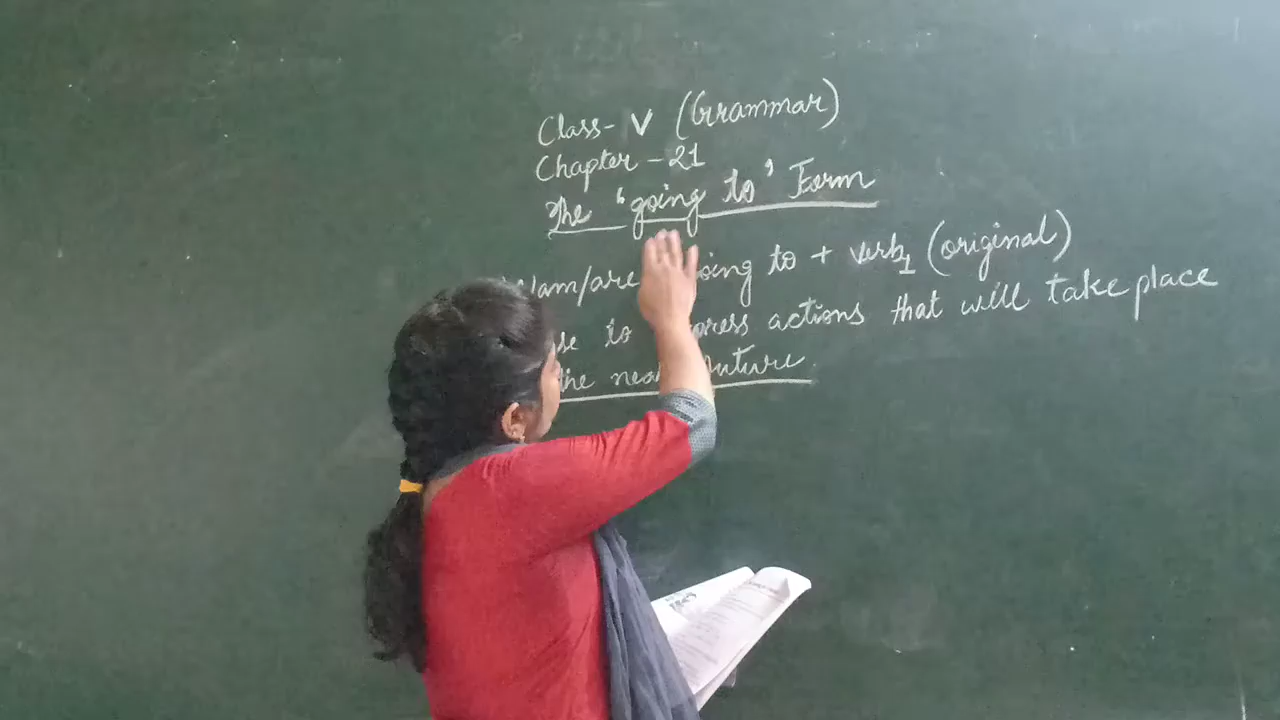 Class- V (Grammar)
Chapter - 21
The 'going to' Form
/am/are going to + verb1 (original)
to actions that will take place
the near future.